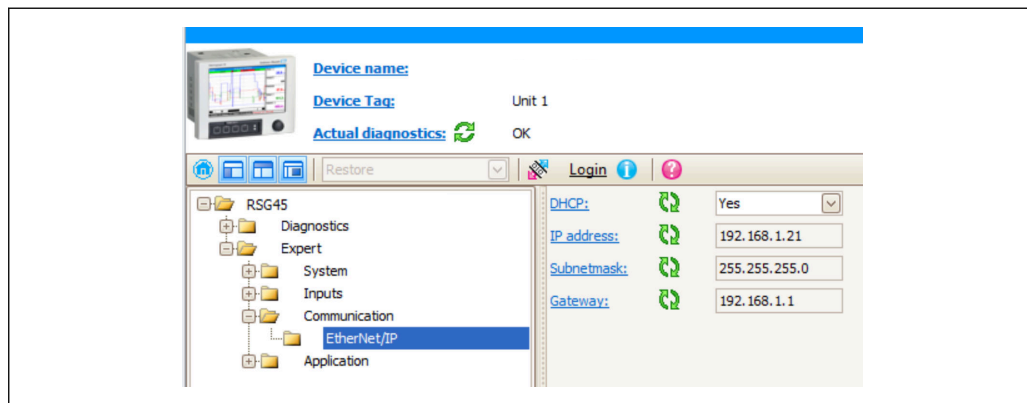 Device name:
Device Tag: Unit 1
Actual diagnostics: OK
Restore Login
RSG45
Diagnostics
Expert
System
Inputs
Communication
EtherNet/IP
Application
DHCP: Yes
IP address: 192.168.1.21
Subnetmask: 255.255.255.0
Gateway: 192.168.1.1